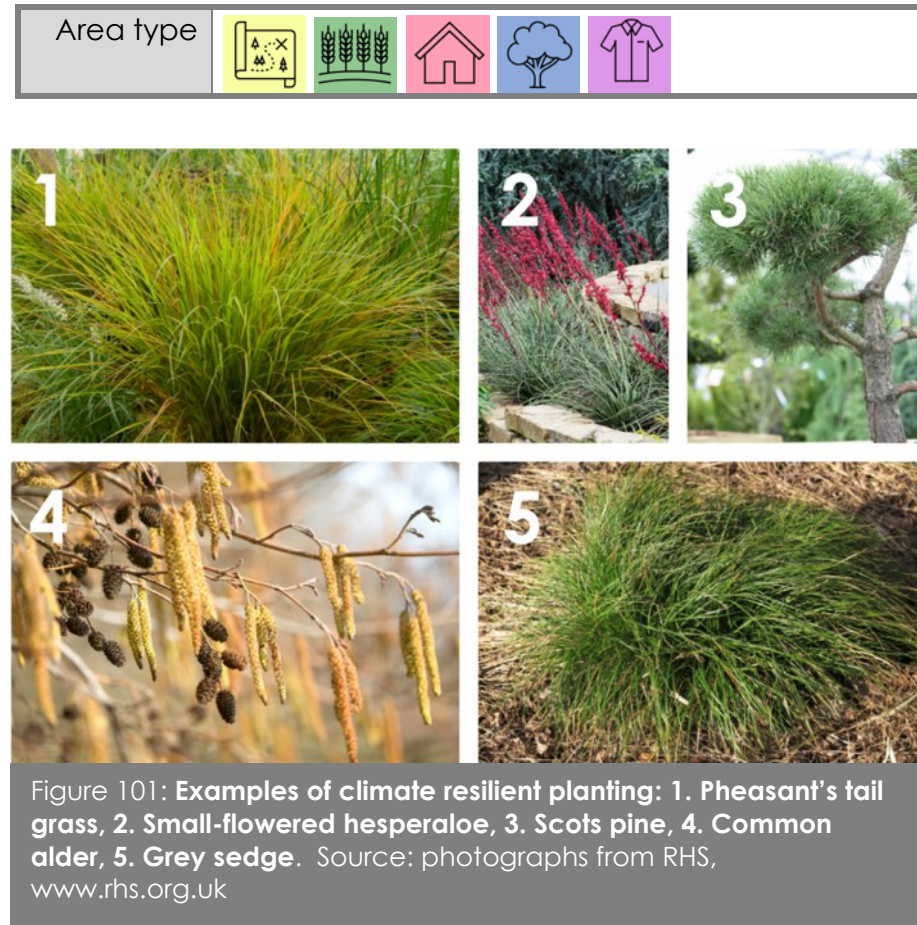 Area type
1
2
3
4
5
Figure 101: Examples of climate resilient planting: 1. Pheasant’s tail
grass, 2. Small-flowered hesperaloe, 3. Scots pine, 4. Common
alder, 5. Grey sedge.  Source: photographs from RHS,
www.rhs.org.uk